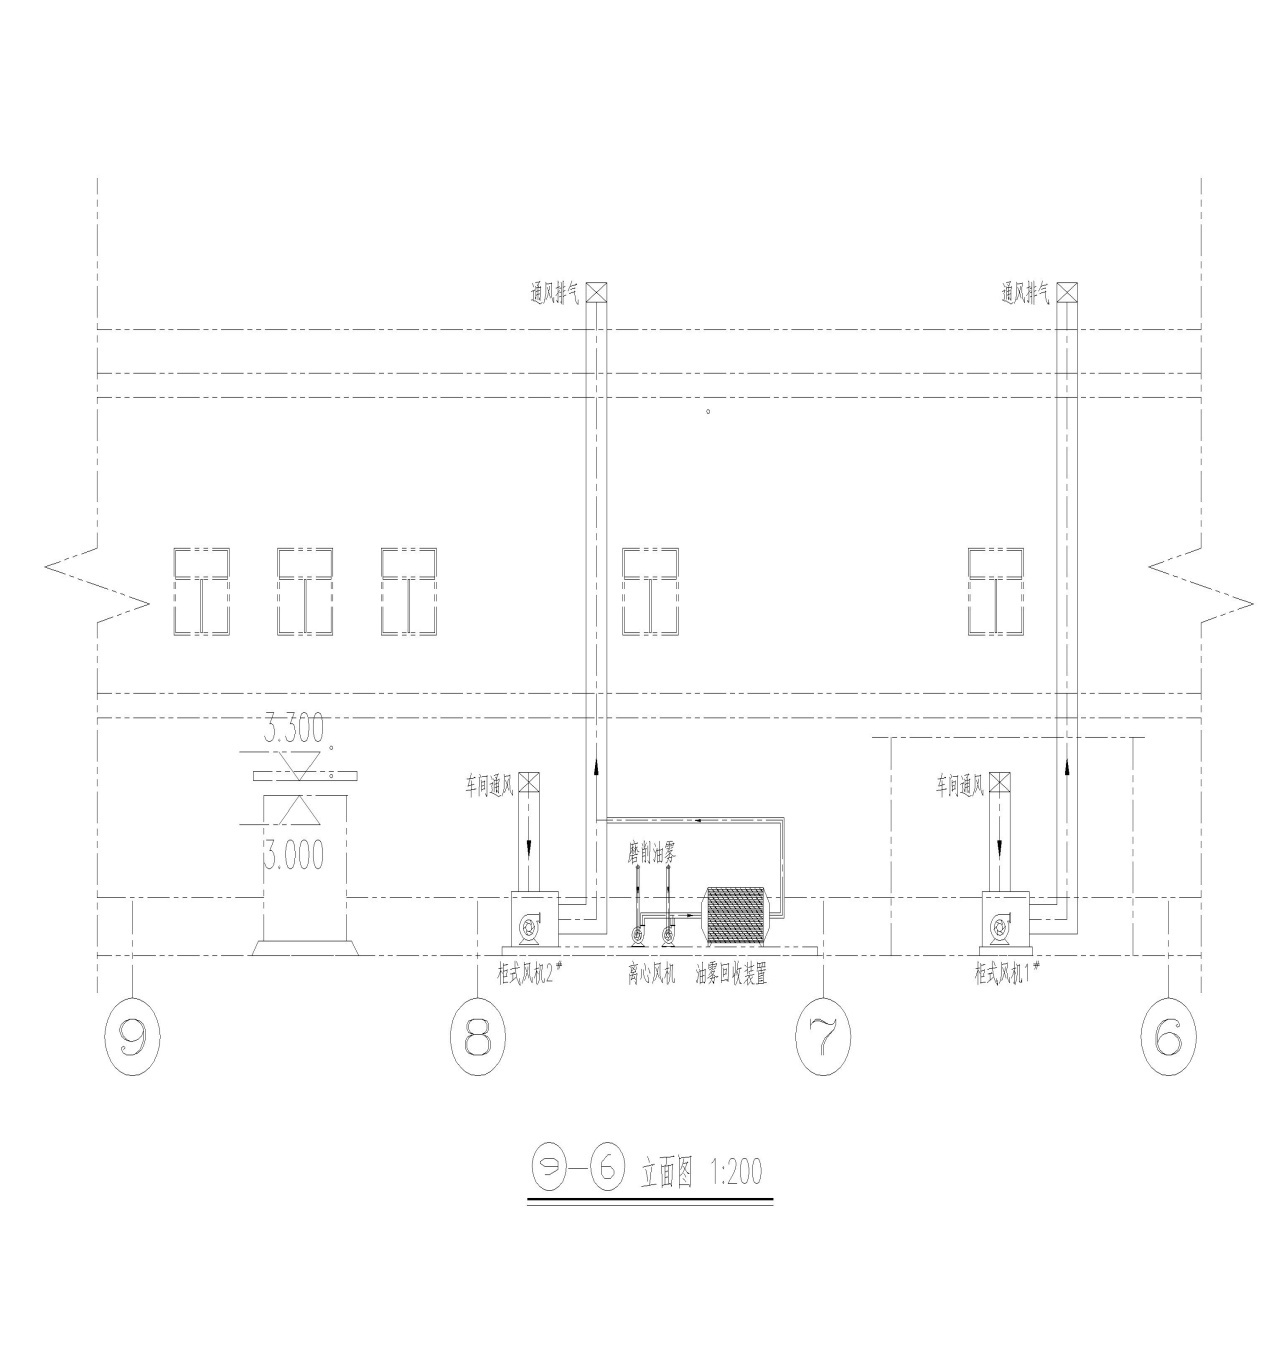 通风排气 通风排气
3.300
车间通风 车间通风
3.000
磨削油雾
柜式风机2# 离心风机 油雾回收装置 柜式风机1#
9 8 7 6
9—6 立面图 1:200